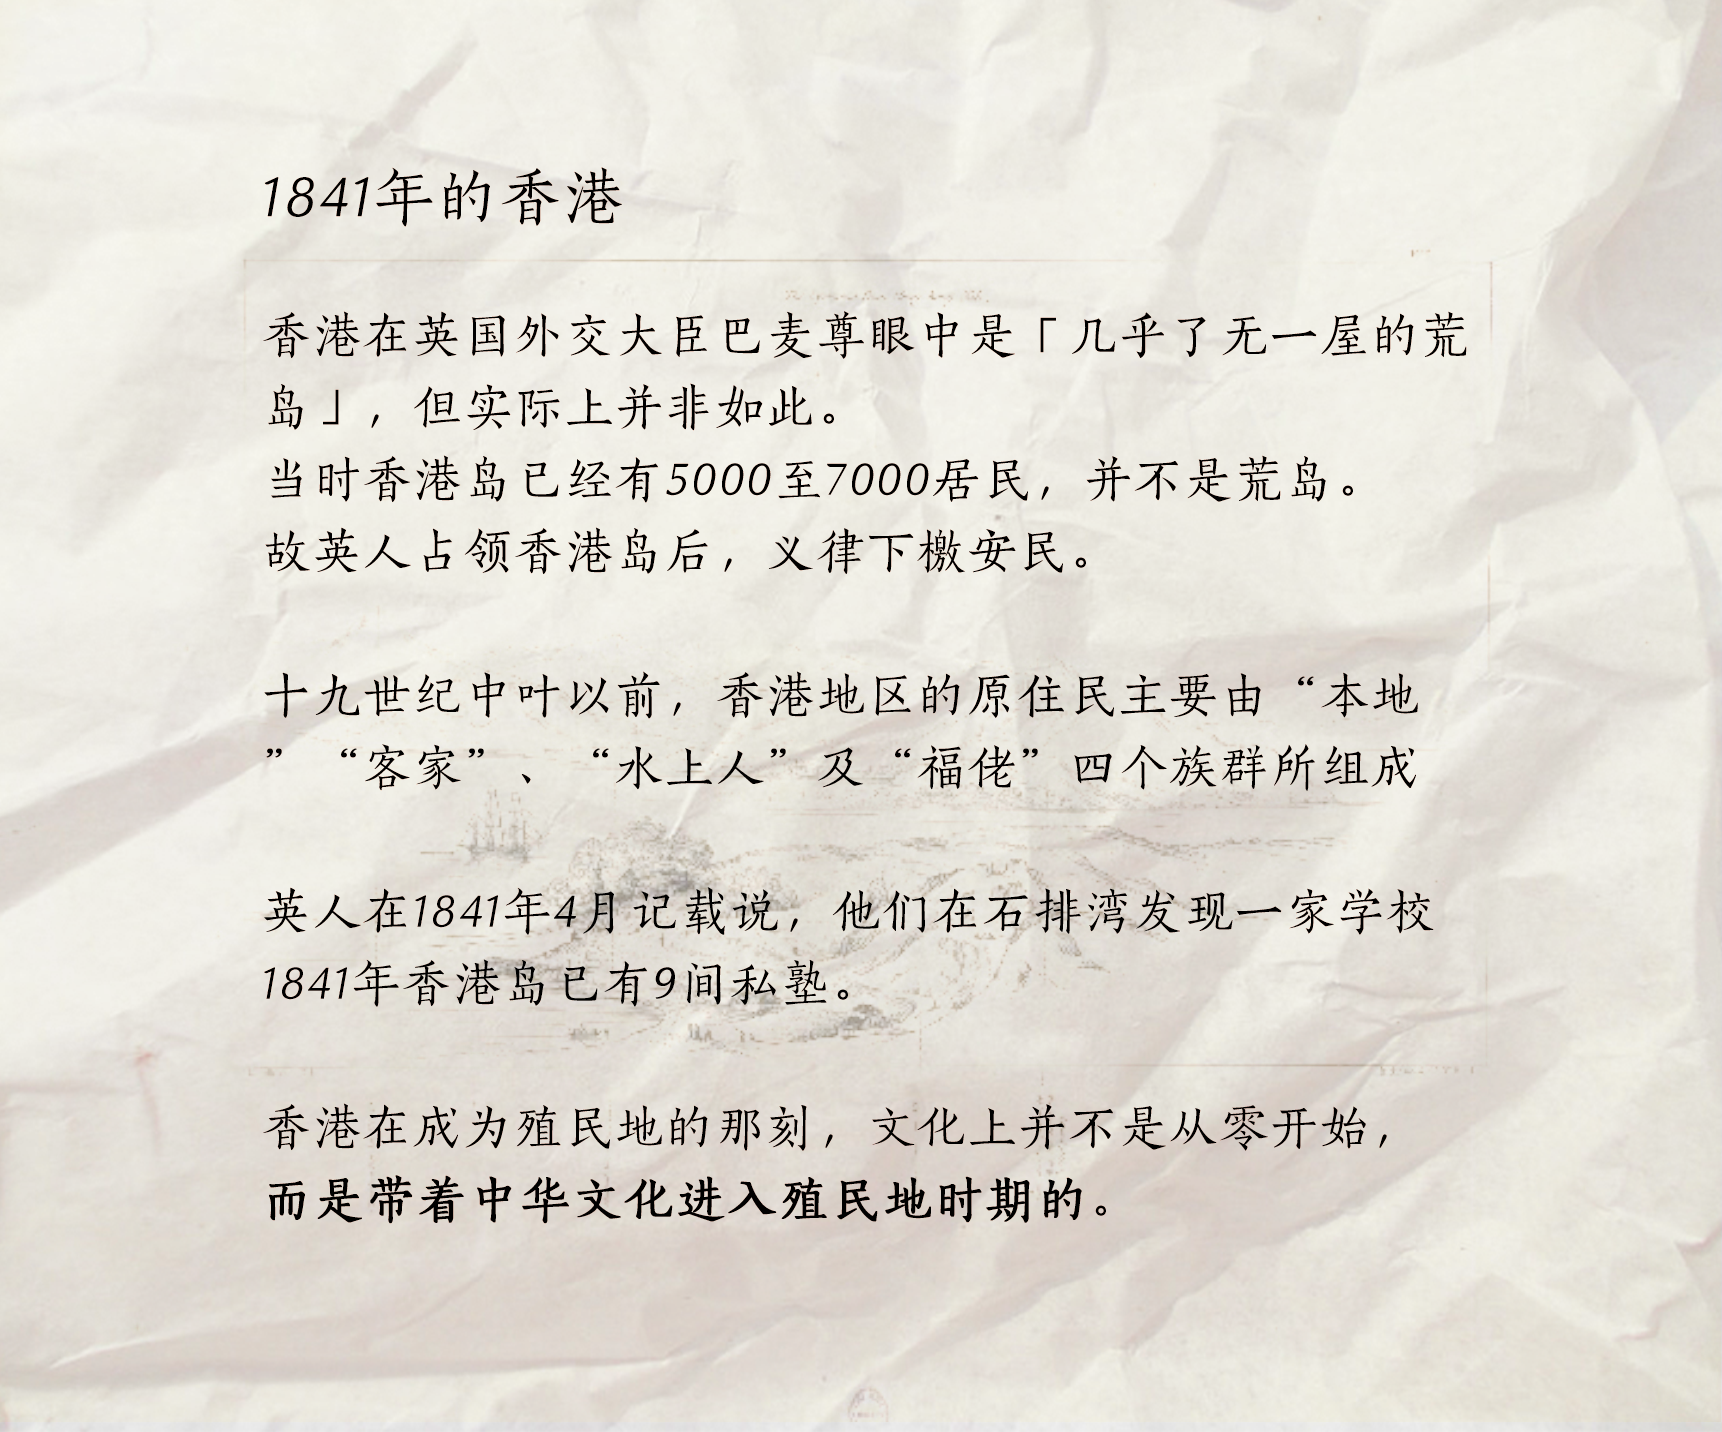 1841年的香港
香港在英国外交大臣巴麦尊眼中是「几乎了无一屋的荒
岛」，但实际上并非如此。
当时香港岛已经有5000至7000居民，并不是荒岛。
故英人占领香港岛后，义律下檄安民。
十九世纪中叶以前，香港地区的原住民主要由“本地
”“客家”、“水上人”及“福佬”四个族群所组成
英人在1841年4月记载说，他们在石排湾发现一家学校
1841年香港岛已有9间私塾。
香港在成为殖民地的那刻，文化上并不是从零开始，
而是带着中华文化进入殖民地时期的。